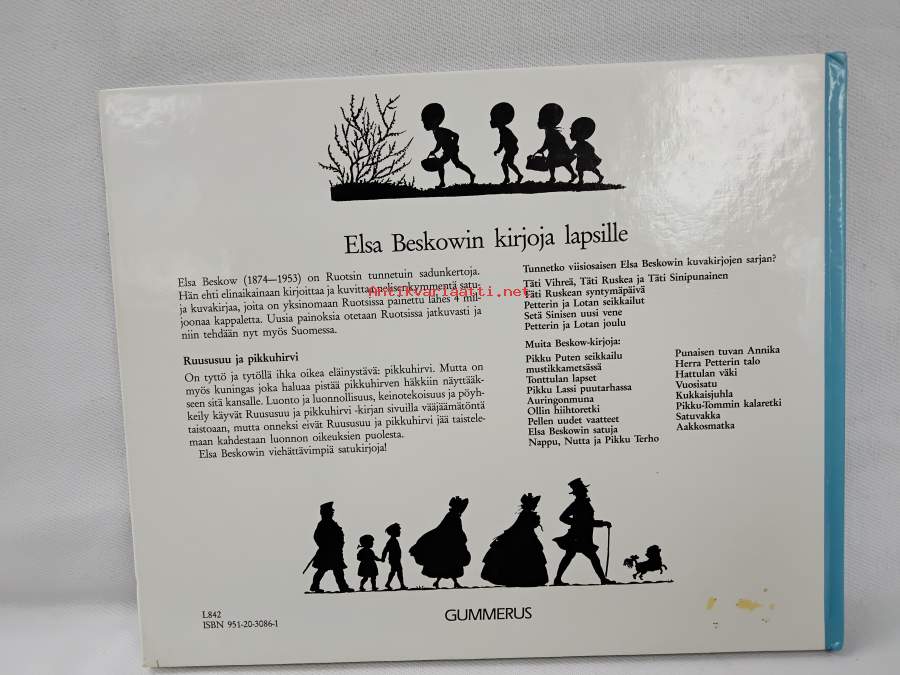 Elsa Beskowin kirjoja lapsille
Elsa Beskow (1874—1953) on Ruotsin tunnetuin sadunkertoja.
Hän ehti elinaikainaan kirjoittaa ja kuvittaa nelisenkymmentä satu-
ja kuvakirjaa, joita on yksinomaan Ruotsissa painettu lähes 4 mil-
joonaa kappaletta. Uusia painoksia otetaan Ruotsissa jatkuvasti ja
niin tehdään nyt myös Suomessa.
Ruususuu ja pikkuhirvi
On tyttö ja tytöllä ihka oikea eläinystävä: pikkuhirvi. Mutta on
myös kuningas joka haluaa pistää pikkuhirven häkkiin näyttääk-
seen sitä kansalle. Luonto ja luonnollisuus, keinotekoisuus ja pöyh-
keily käyvät Ruususuu ja pikkuhirvi -kirjan sivuilla vääjäämätöntä
taistoaan, mutta onneksi eivät Ruususuu ja pikkuhirvi jää taistele-
maan kahdestaan luonnon oikeuksien puolesta.
Elsa Beskowin viehättävimpiä satukirjoja!
Tunnetko viisiosaisen Elsa Beskowin kuvakirjojen sarjan?
Täti Vihreä, Täti Ruskea ja Täti Sinipunainen
Täti Ruskean syntymäpäivä
Petterin ja Lotan seikkailut
Setä Sinisen uusi vene
Petterin ja Lotan joulu
Muita Beskow-kirjoja:
Pikku Puten seikkailu
mustikkametsässä
Tonttulan lapset
Pikku Lassi puutarhassa
Auringonmuna
Ollin hiihtoretki
Pellen uudet vaatteet
Elsa Beskowin satuja
Nappu, Nutta ja Pikku Terho
Punaisen tuvan Annika
Herra Petterin talo
Hattulan väki
Vuosisatu
Kukkaisjuhla
Pikku-Tommin kalaretki
Satuvakka
Aakkosmatka
Antikvariaatti.net
L842
ISBN 951-20-3086-1
GUMMERUS